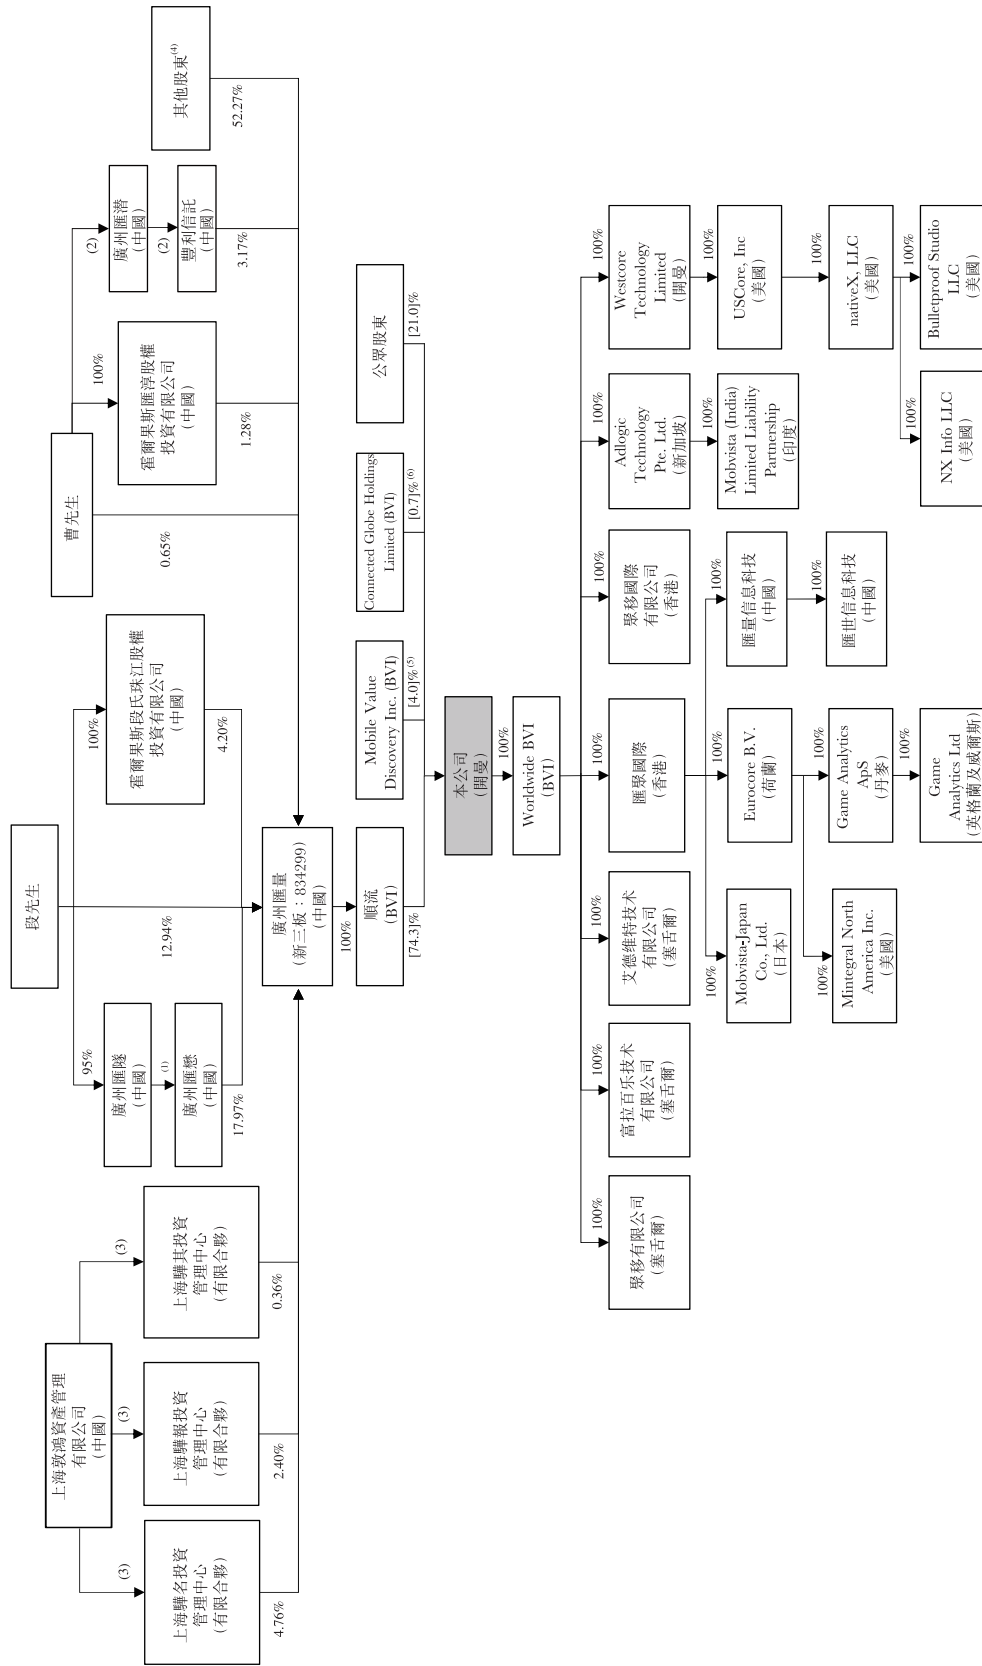 上海敦鴻資產管理
有限公司
(中國)
(3)
(3)
(3)
上海驊名投資
管理中心
(有限合夥)
上海驊報投資
管理中心
(有限合夥)
上海驊其投資
管理中心
(有限合夥)
4.76%
2.40%
0.36%
段先生
95%
12.94%
100%
廣州匯隧
(中國)
(1)
廣州匯懋
(中國)
17.97%
霍爾果斯段氏珠江股權
投資有限公司
(中國)
4.20%
曹先生
0.65%
100%
(2)
霍爾果斯匯淳股權
投資有限公司
(中國)
1.28%
廣州匯潛
(中國)
(2)
豐利信託
(中國)
3.17%
其他股東(4)
52.27%
廣州匯量
(新三板：834299)
(中國)
100%
順流
(BVI)
[74.3]%
Mobile Value
Discovery Inc. (BVI)
[4.0]%(5)
Connected Globe Holdings
Limited (BVI)
[0.7]%(6)
公眾股東
[21.0]%
本公司
(開曼)
100%
Worldwide BVI
(BVI)
100%
100%
100%
100%
100%
100%
100%
聚移有限公司
(塞舌爾)
富拉百乐技术
有限公司
(塞舌爾)
艾德维特技术
有限公司
(塞舌爾)
匯聚國際
(香港)
聚移國際
有限公司
(香港)
Adlogic
Technology
Pte. Ltd.
(新加坡)
Westcore
Technology
Limited
(開曼)
100%
100%
100%
100%
Mobvista-Japan
Co., Ltd.
(日本)
Eurocore B.V.
(荷蘭)
匯量信息科技
(中國)
Mobvista (India)
Limited Liability
Partnership
(印度)
USCore, Inc
(美國)
100%
100%
100%
100%
Mintegral North
America Inc.
(美國)
Game Analytics
ApS
(丹麥)
匯世信息科技
(中國)
nativeX, LLC
(美國)
100%
100%
100%
Game
Analytics Ltd
(英格蘭及威爾斯)
NX Info LLC
(美國)
Bulletproof Studio
LLC
(美國)